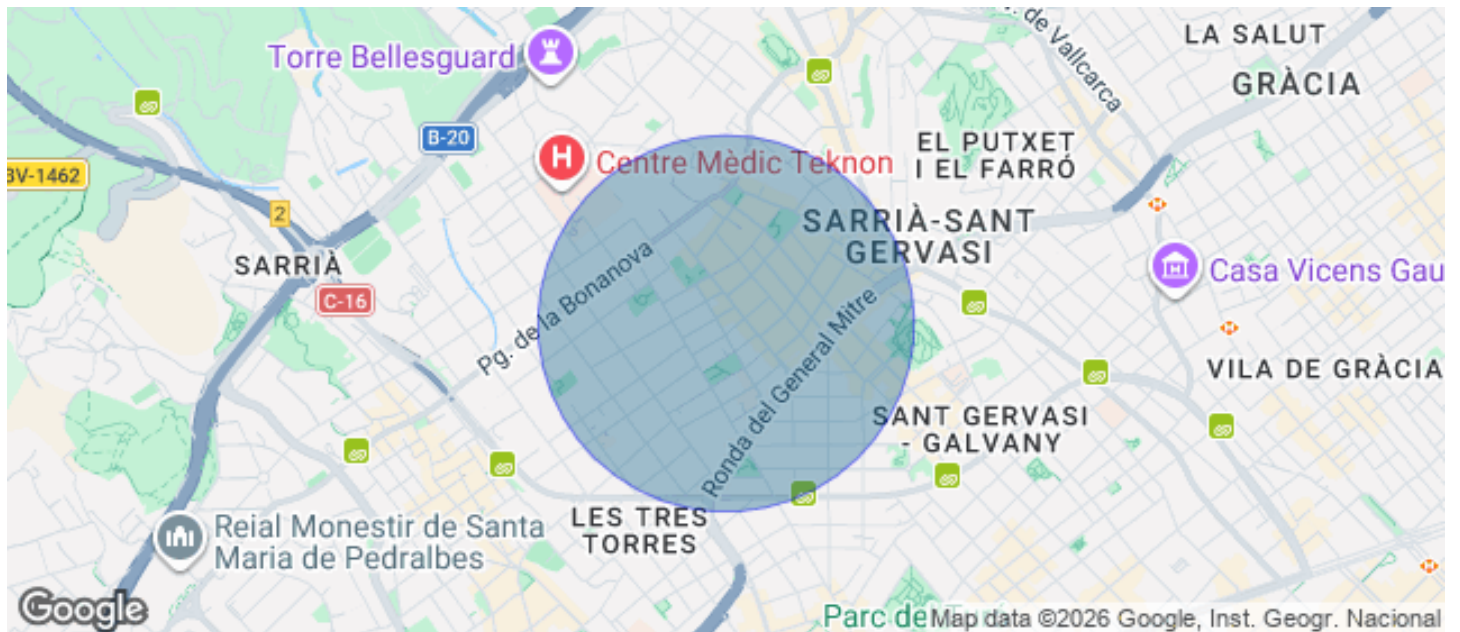 LA SALUT
GRÀCIA
Torre Bellesguard
de Vallcarca
B-20
EL PUTXET
I EL FARRÓ
Centre Mèdic Teknon
BV-1462
2
SARRIÀ-SANT
GERVASI
SARRIÀ
C-16
Pg. de la Bonanova
Casa Vicens Gau
Ronda del General Mitre
VILA DE GRÀCIA
SANT GERVASI
- GALVANY
LES TRES
TORRES
Reial Monestir de Santa
Maria de Pedralbes
Google
Parc del Turó
Map data ©2026 Google, Inst. Geogr. Nacional